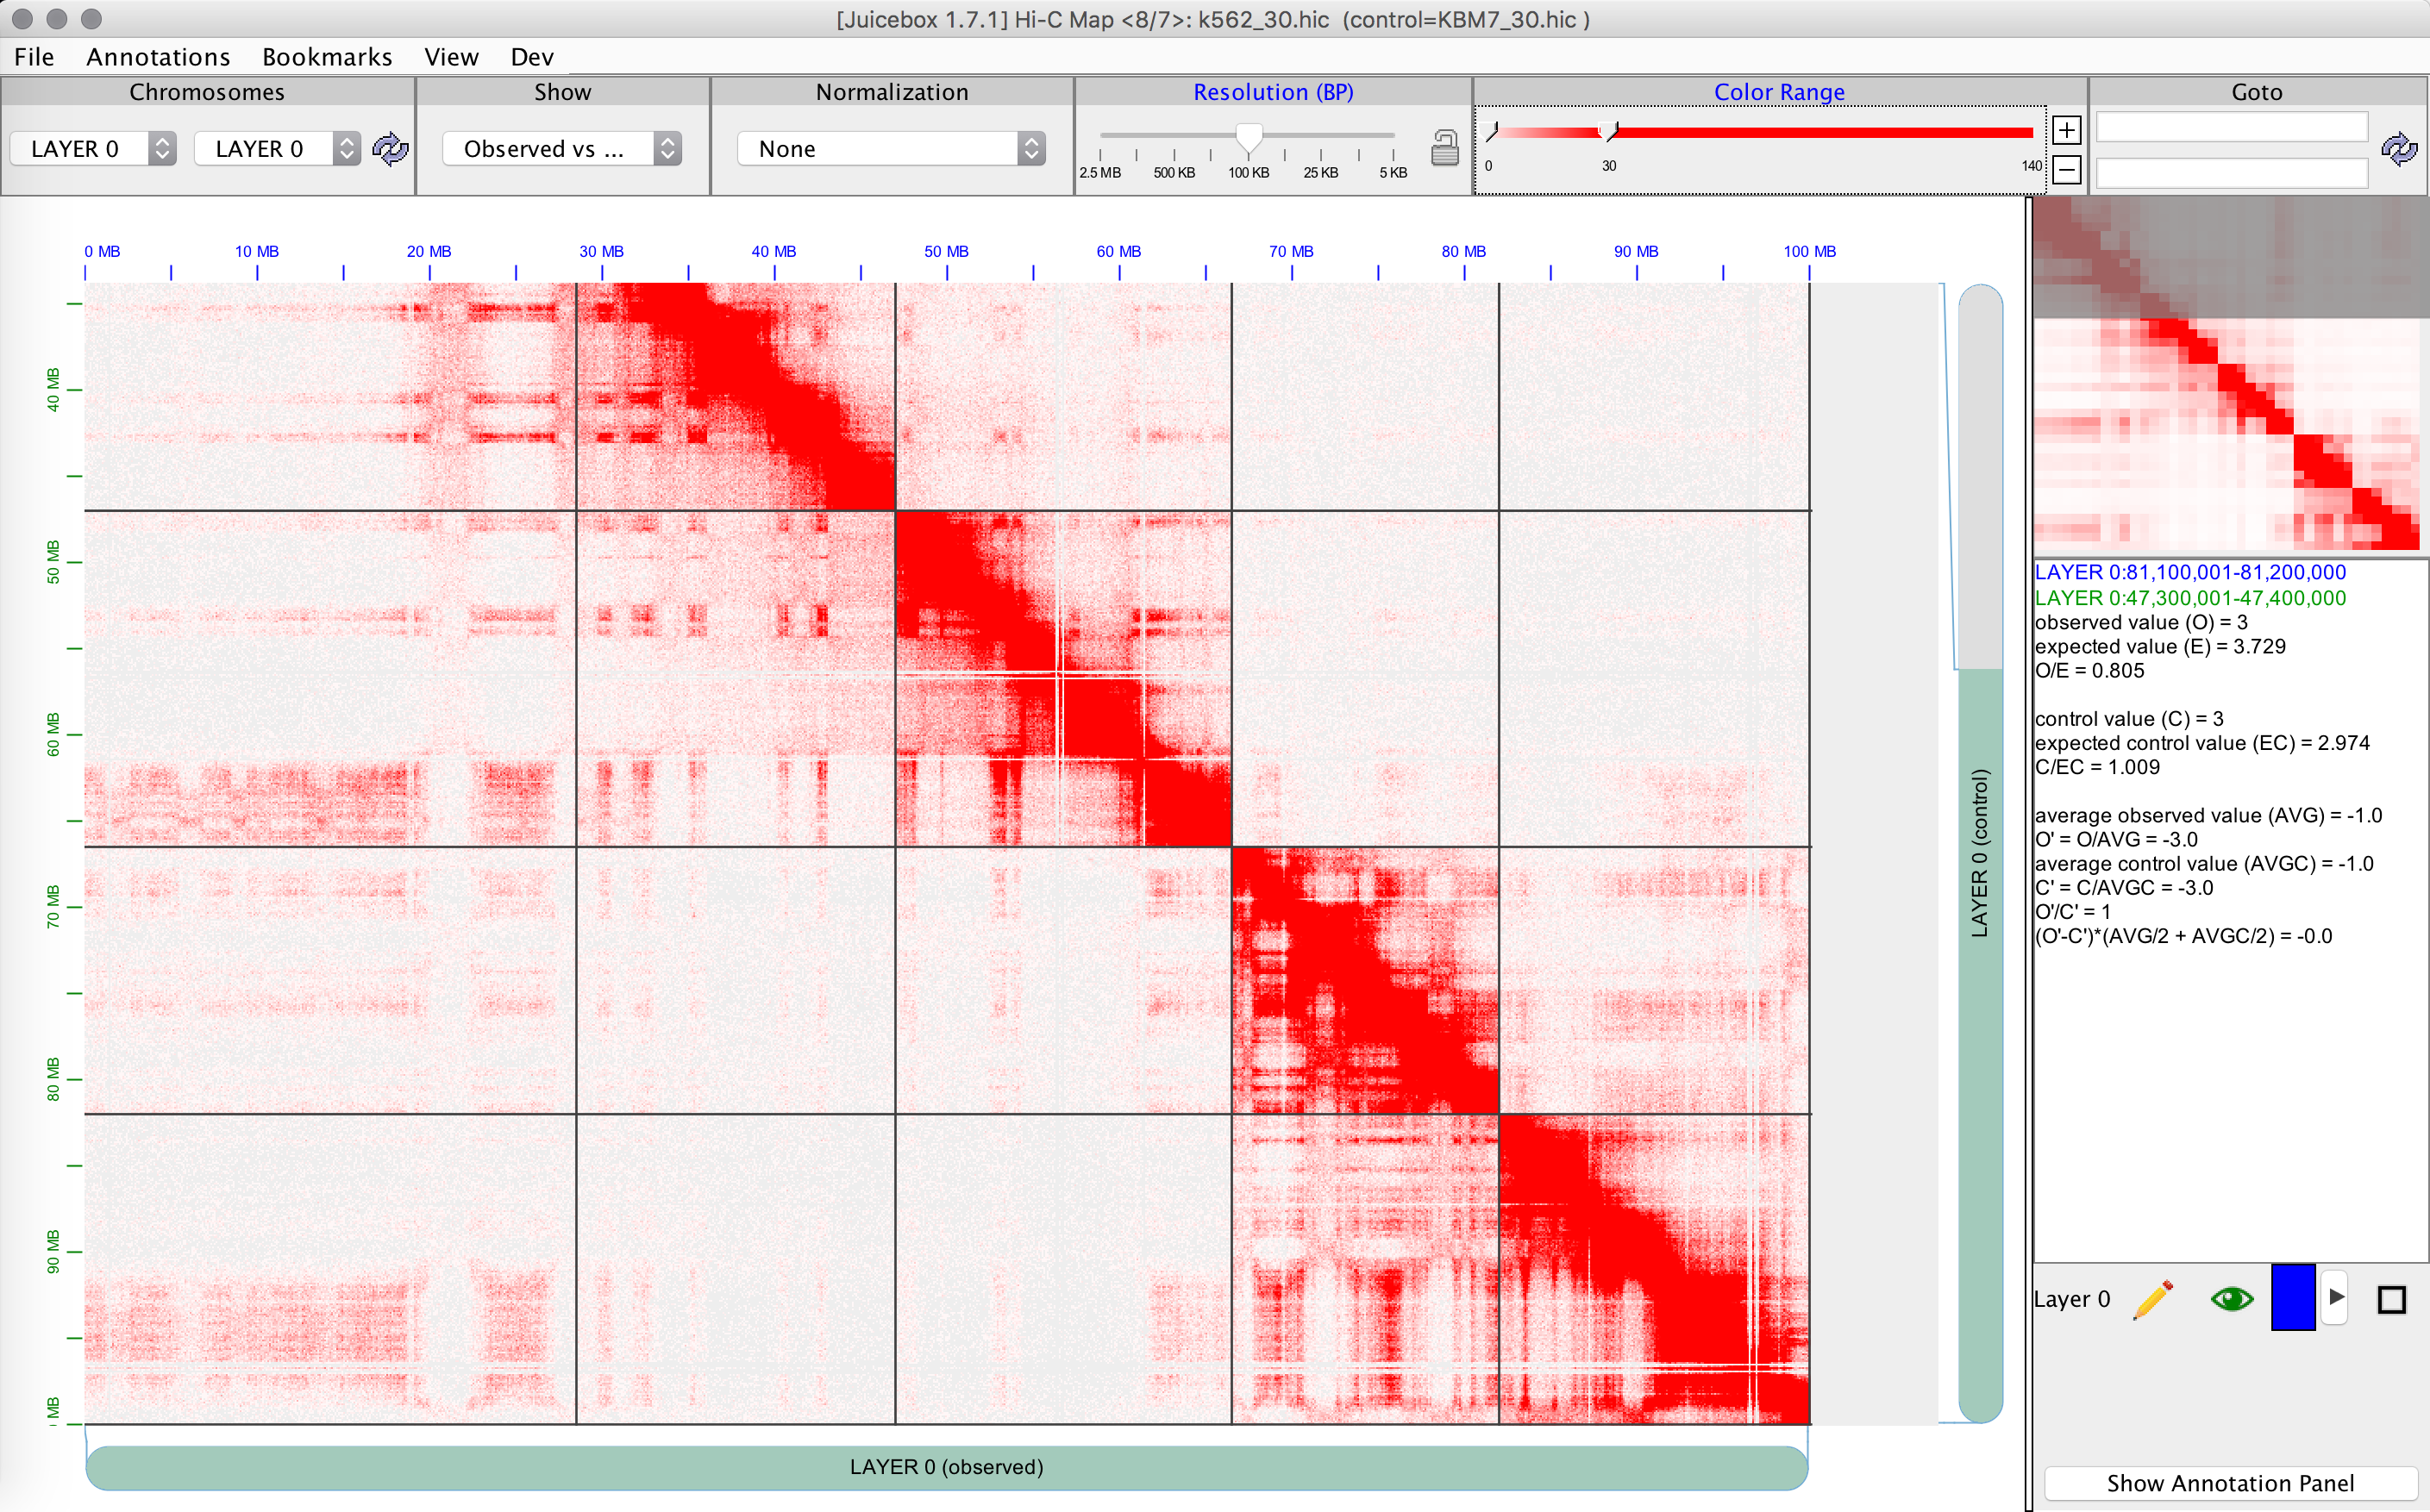 [Juicebox 1.7.1] Hi-C Map <8/7>: k562_30.hic (control=KBM7_30.hic )
File Annotations Bookmarks View Dev
Chromosomes Show Normalization Resolution (BP) Color Range Goto
LAYER 0 LAYER 0 Observed vs ... None
2.5 MB 500 KB 100 KB 25 KB 5 KB
0 30 140
0 MB 10 MB 20 MB 30 MB 40 MB 50 MB 60 MB 70 MB 80 MB 90 MB 100 MB
40 MB
50 MB
60 MB
70 MB
80 MB
90 MB
MB
LAYER 0 (control)
LAYER 0 (observed)
LAYER 0:81,100,001-81,200,000
LAYER 0:47,300,001-47,400,000
observed value (O) = 3
expected value (E) = 3.729
O/E = 0.805
control value (C) = 3
expected control value (EC) = 2.974
C/EC = 1.009
average observed value (AVG) = -1.0
O' = O/AVG = -3.0
average control value (AVGC) = -1.0
C' = C/AVGC = -3.0
O'/C' = 1
(O'-C')*(AVG/2 + AVGC/2) = -0.0
Layer 0
Show Annotation Panel